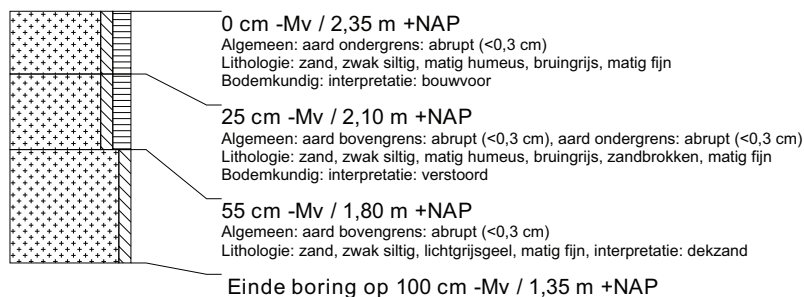 0 cm -Mv / 2,35 m +NAP
Algemeen: aard ondergrens: abrupt (<0,3 cm)
Lithologie: zand, zwak siltig, matig humeus, bruingrijs, matig fijn
Bodemkundig: interpretatie: bouwvoor
25 cm -Mv / 2,10 m +NAP
Algemeen: aard bovengrens: abrupt (<0,3 cm), aard ondergrens: abrupt (<0,3 cm)
Lithologie: zand, zwak siltig, matig humeus, bruingrijs, zandbrokken, matig fijn
Bodemkundig: interpretatie: verstoord
55 cm -Mv / 1,80 m +NAP
Algemeen: aard bovengrens: abrupt (<0,3 cm)
Lithologie: zand, zwak siltig, lichtgrijsgeel, matig fijn, interpretatie: dekzand
Einde boring op 100 cm -Mv / 1,35 m +NAP